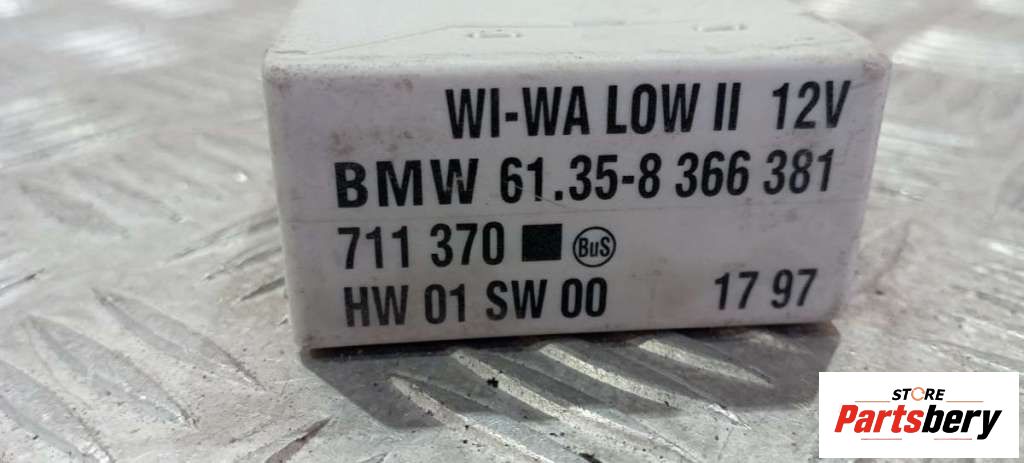 WI-WA LOW II 12V
BMW 61.35-8 366 381
711 370 BuS
HW 01 SW 00 17 97
STORE
Partsbery